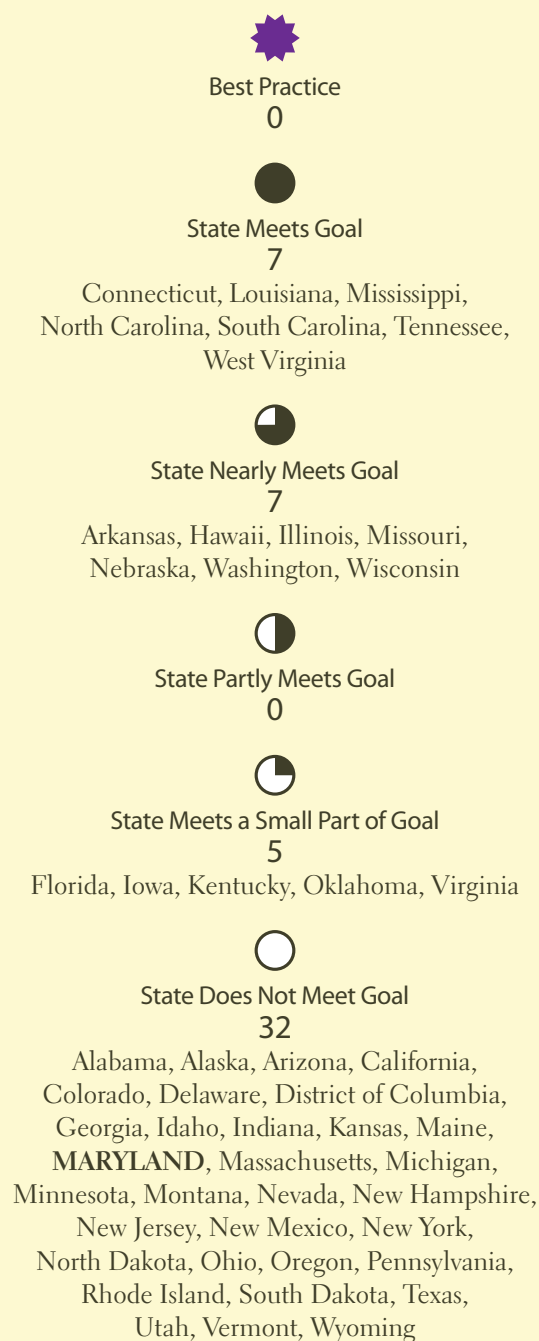 Best Practice
0
State Meets Goal
7
Connecticut, Louisiana, Mississippi,
North Carolina, South Carolina, Tennessee,
West Virginia
State Nearly Meets Goal
7
Arkansas, Hawaii, Illinois, Missouri,
Nebraska, Washington, Wisconsin
State Partly Meets Goal
0
State Meets a Small Part of Goal
5
Florida, Iowa, Kentucky, Oklahoma, Virginia
State Does Not Meet Goal
32
Alabama, Alaska, Arizona, California,
Colorado, Delaware, District of Columbia,
Georgia, Idaho, Indiana, Kansas, Maine,
MARYLAND, Massachusetts, Michigan,
Minnesota, Montana, Nevada, New Hampshire,
New Jersey, New Mexico, New York,
North Dakota, Ohio, Oregon, Pennsylvania,
Rhode Island, South Dakota, Texas,
Utah, Vermont, Wyoming